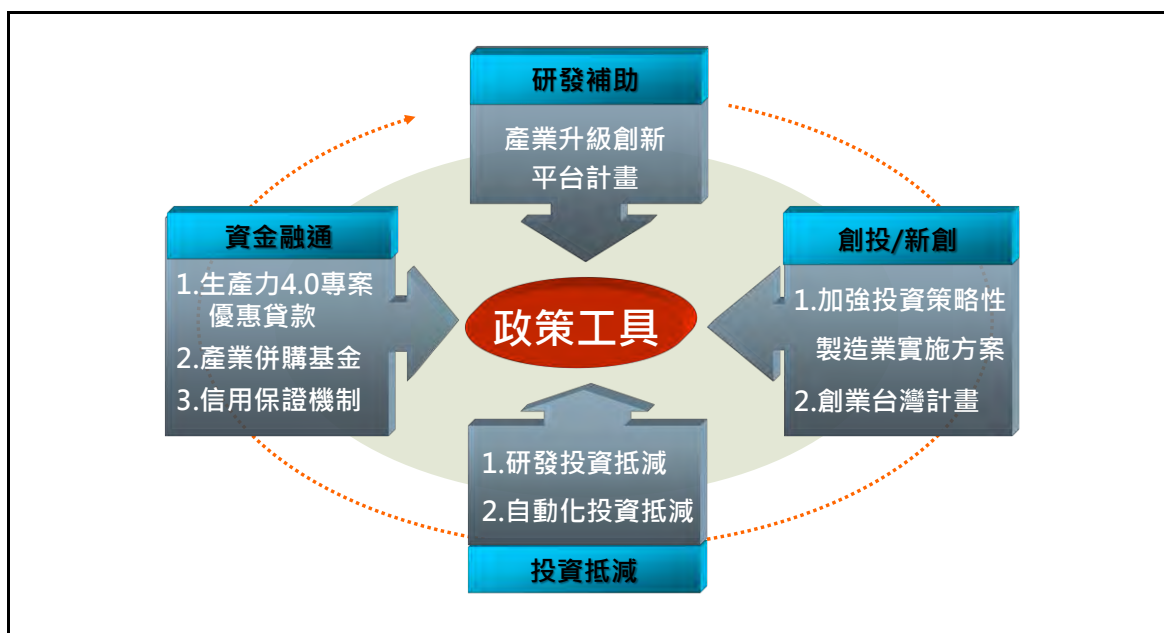 研發補助
產業升級創新
平台計畫
資金融通
1.生產力4.0專案
優惠貸款
2.產業併購基金
3.信用保證機制
政策工具
創投/新創
1.加強投資策略性
製造業實施方案
2.創業台灣計畫
1.研發投資抵減
2.自動化投資抵減
投資抵減